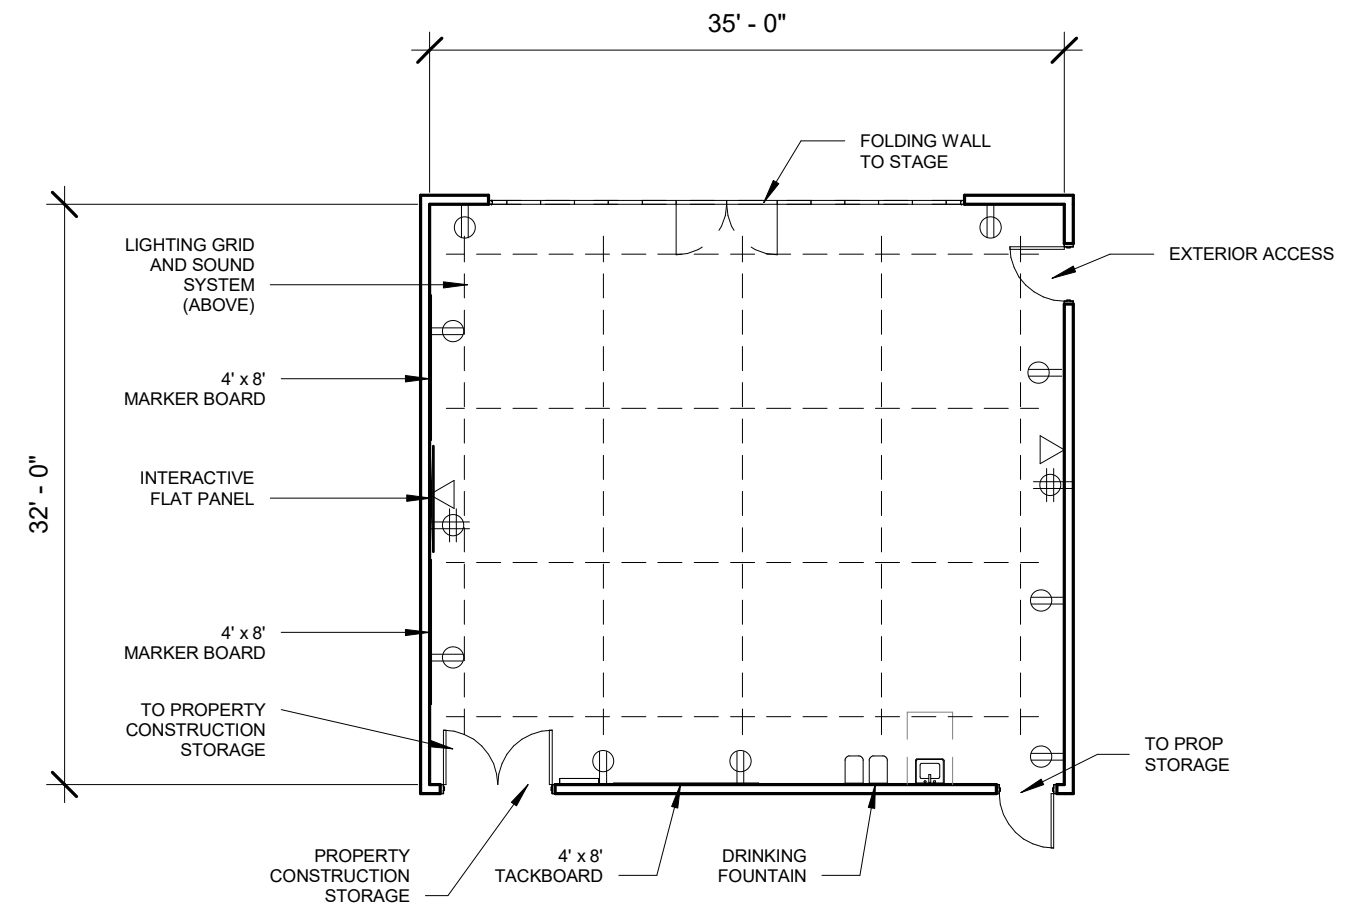 35' - 0"
FOLDING WALL
TO STAGE
LIGHTING GRID
AND SOUND
SYSTEM
(ABOVE)
EXTERIOR ACCESS
4' x 8'
MARKER BOARD
32' - 0"
INTERACTIVE
FLAT PANEL
4' x 8'
MARKER BOARD
TO PROPERTY
CONSTRUCTION
STORAGE
TO PROP
STORAGE
PROPERTY
CONSTRUCTION
STORAGE
4' x 8'
TACKBOARD
DRINKING
FOUNTAIN